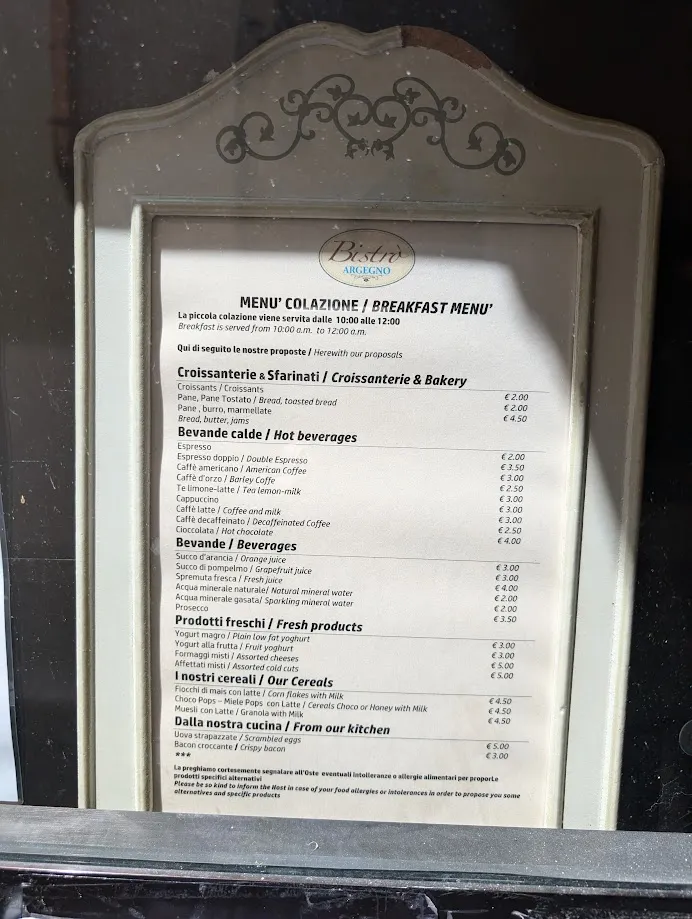 Bistrò
ARGEGNO
MENU' COLAZIONE / BREAKFAST MENU'
La piccola colazione viene servita dalle 10:00 alle 12:00
Breakfast is served from 10:00 a.m. to 12:00 a.m.
Qui di seguito le nostre proposte / Herewith our proposals
Croissanterie & Sfarinati / Croissanterie & Bakery
Croissants / Croissants € 2.00
Pane, Pane Tostato / Bread, toasted bread € 2.00
Pane , burro, marmellate € 4.50
Bread, butter, jams
Bevande calde / Hot beverages
Espresso € 2.00
Espresso doppio / Double Espresso € 3.50
Caffè americano / American Coffee € 3.00
Caffè d'orzo / Barley Coffe € 2.50
Te limone-latte / Tea lemon-milk € 3.00
Cappuccino € 3.00
Caffè latte / Coffee and milk € 3.00
Caffè decaffeinato / Decaffeinated Coffee € 2.50
Cioccolata / Hot chocolate € 4.00
Bevande / Beverages
Succo d'arancia / Orange juice € 3.00
Succo di pompelmo / Grapefruit juice € 3.00
Spremuta fresca / Fresh juice € 4.00
Acqua minerale naturale/ Natural mineral water € 2.00
Acqua minerale gasata/ Sparkling mineral water € 2.00
Prosecco € 3.50
Prodotti freschi / Fresh products
Yogurt magro / Plain low fat yoghurt € 3.00
Yogurt alla frutta / Fruit yoghurt € 3.00
Formaggi misti / Assorted cheeses € 5.00
Affettati misti / Assorted cold cuts € 5.00
I nostri cereali / Our Cereals
Fiocchi di mais con latte / Corn flakes with Milk € 4.50
Choco Pops – Miele Pops con Latte / Cereals Choco or Honey with Milk € 4.50
Muesli con Latte / Granola with Milk € 4.50
Dalla nostra cucina / From our kitchen
Uova strapazzate / Scrambled eggs € 5.00
Bacon croccante / Crispy bacon € 3.00
***
La preghiamo cortesemente segnalare all'Oste eventuali intolleranze o allergie alimentari per proporLe
prodotti specifici alternativi
Please be so kind to inform the Host in case of your food allergies or intolerances in order to propose you some
alternatives and specific products